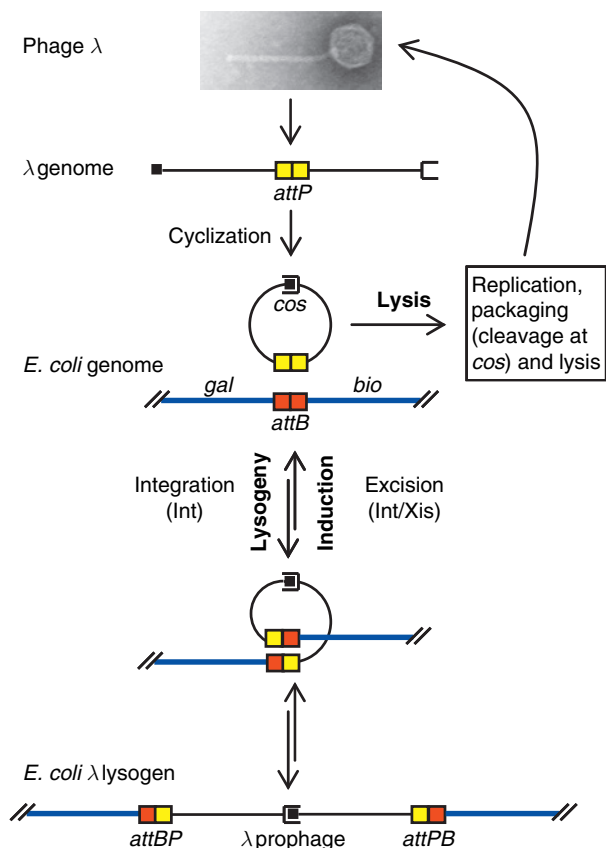 Phage λ
λ genome
attP
Cyclization
cos
Lysis
Replication,
packaging
(cleavage at
cos) and lysis
E. coli genome
gal
bio
attB
Integration
(Int)
Lysogeny
Induction
Excision
(Int/Xis)
E. coli λ lysogen
attBP
λ prophage
attPB